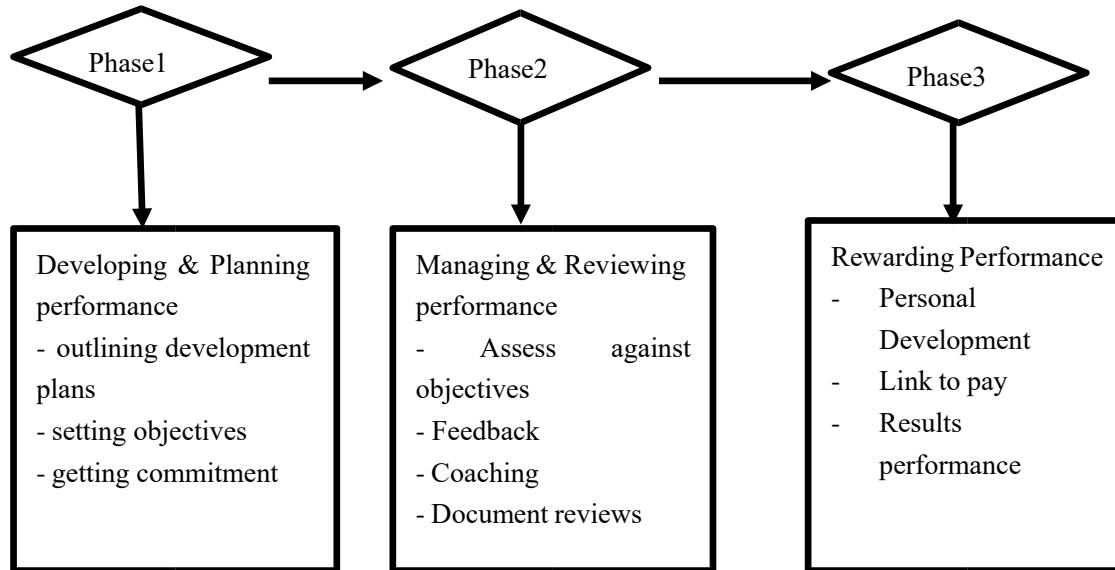 Phase1
Phase2
Phase3
Developing & Planning
performance
- outlining development
plans
- setting objectives
- getting commitment
Managing & Reviewing
performance
- Assess against
objectives
- Feedback
- Coaching
- Document reviews
Rewarding Performance
- Personal
Development
- Link to pay
- Results
performance